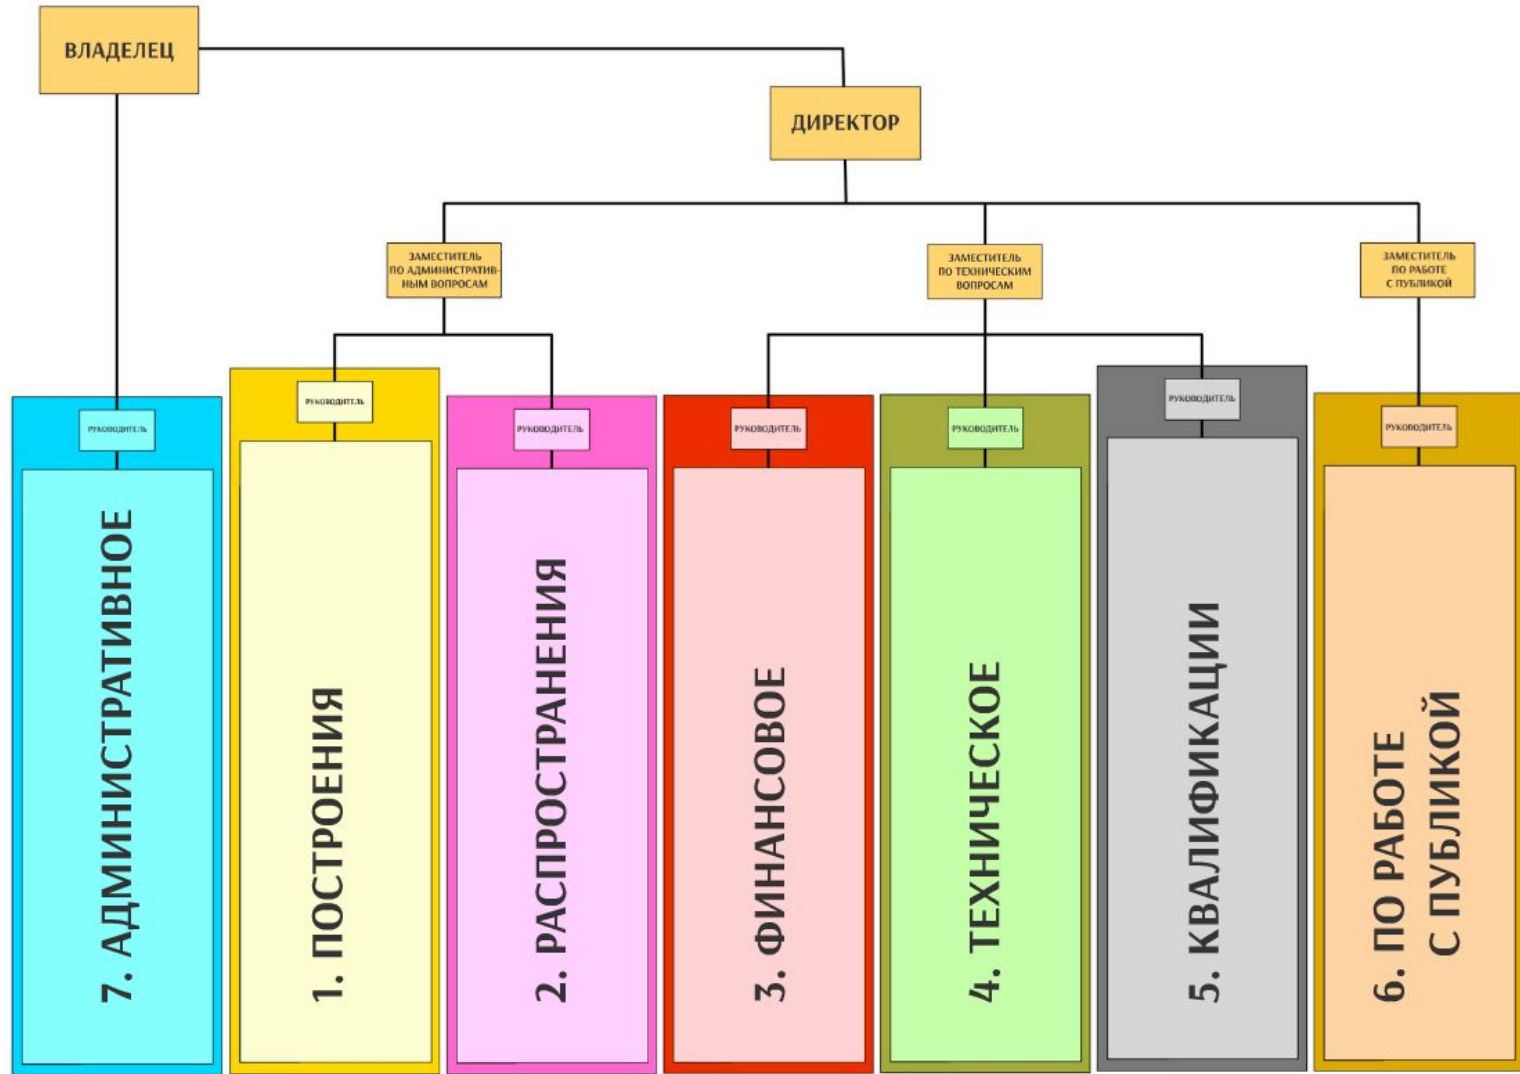 ВЛАДЕЛЕЦ
ДИРЕКТОР
ЗАМЕСТИТЕЛЬ
ПО АДМИНИСТРАТИВ-
НЫМ ВОПРОСАМ
ЗАМЕСТИТЕЛЬ
ПО ТЕХНИЧЕСКИМ
ВОПРОСАМ
ЗАМЕСТИТЕЛЬ
ПО РАБОТЕ
С ПУБЛИКОЙ
РУКОВОДИТЕЛЬ
РУКОВОДИТЕЛЬ
РУКОВОДИТЕЛЬ
РУКОВОДИТЕЛЬ
РУКОВОДИТЕЛЬ
РУКОВОДИТЕЛЬ
РУКОВОДИТЕЛЬ
7. АДМИНИСТРАТИВНОЕ
1. ПОСТРОЕНИЯ
2. РАСПРОСТРАНЕНИЯ
3. ФИНАНСОВОЕ
4. ТЕХНИЧЕСКОЕ
5. КВАЛИФИКАЦИИ
6. ПО РАБОТЕ
С ПУБЛИКОЙ